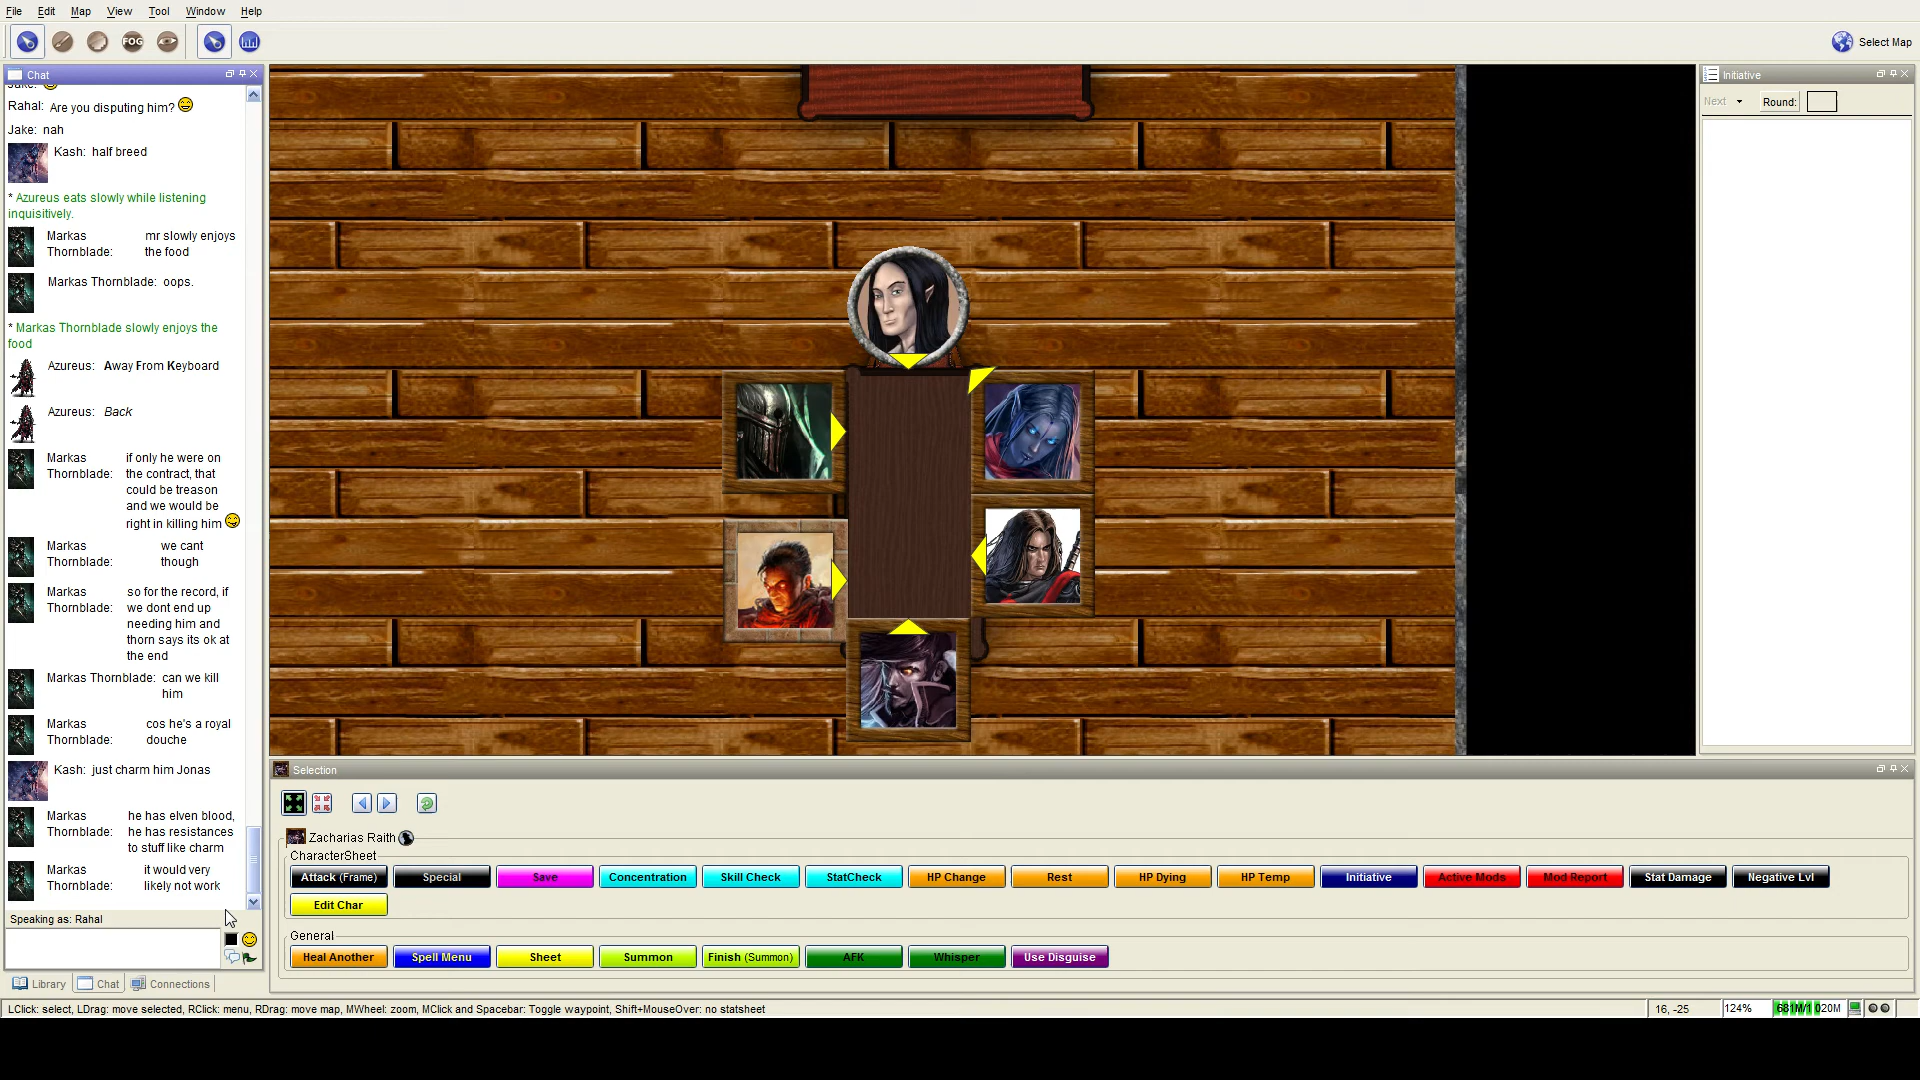 File Edit Map View Tool Window Help
FOG
Select Map
Chat
Rahal: Are you disputing him?
Jake: nah
Kash: half breed
* Azureus eats slowly while listening
inquisitively.
Markas Thornblade: mr slowly enjoys
the food
Markas Thornblade: oops.
* Markas Thornblade slowly enjoys the
food
Azureus: Away From Keyboard
Azureus: Back
Markas Thornblade: if only he were on
the contract, that
could be treason
and we would be
right in killing him
Markas Thornblade: we cant
though
Markas Thornblade: so for the record, if
we dont end up
needing him and
thorn says its ok at
the end
Markas Thornblade: can we kill
him
Markas Thornblade: cos he's a royal
douche
Kash: just charm him Jonas
Markas Thornblade: he has elven blood,
he has resistances
to stuff like charm
Markas Thornblade: it would very
likely not work
Speaking as: Rahal
Library Chat Connections
Initiative
Next Round:
Selection
Zacharias Raith
CharacterSheet
Attack (Frame) Special Save Concentration Skill Check StatCheck HP Change Rest HP Dying HP Temp Initiative Active Mods Mod Report Stat Damage Negative Lvl
Edit Char
General
Heal Another Spell Menu Sheet Summon Finish (Summon) AFK Whisper Use Disguise
LClick: select, LDrag: move selected, RClick: menu, RDrag: move map, MWheel: zoom, MClick and Spacebar: Toggle waypoint, Shift+MouseOver: no statsheet
16, -25 124% 681M/1 020M